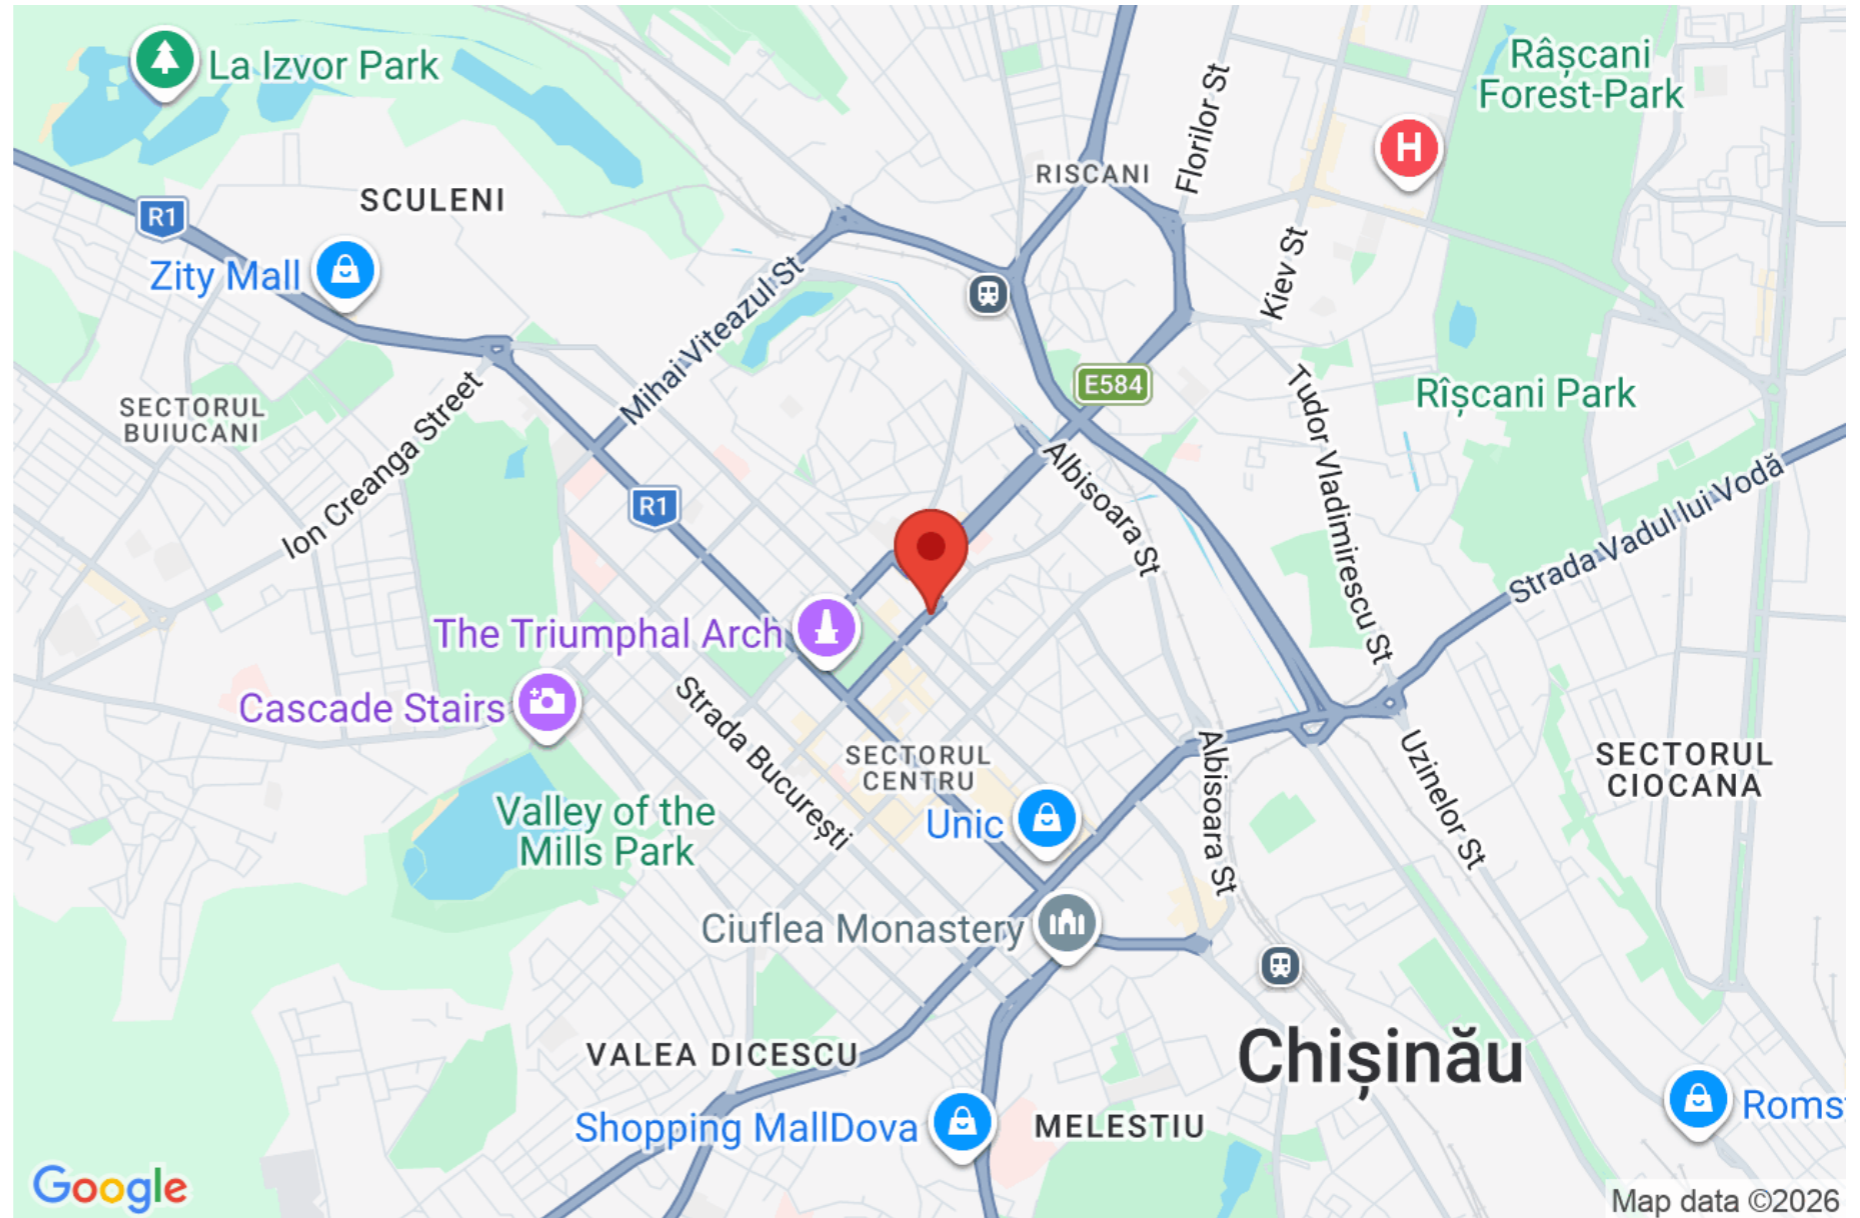 La Izvor Park
Râșcani
Forest-Park
H
Florilor St
RISCANI
SCULENI
R1
Zity Mall
Kiev St
Mihai Viteazul St
E584
Rîșcani Park
SECTORUL
BUIUCANI
Ion Creanga Street
Tudor Vladimirescu St
Albisoara St
R1
Strada Vadul lui Vodă
The Triumphal Arch
Cascade Stairs
Strada București
SECTORUL
CENTRU
Albisoara St
Uzinelor St
SECTORUL
CIOCANA
Valley of the
Mills Park
Unic
Ciuflea Monastery
VALEA DICESCU
Chișinău
Shopping MallDova
MELESTIU
Roms
Google
Map data ©2026